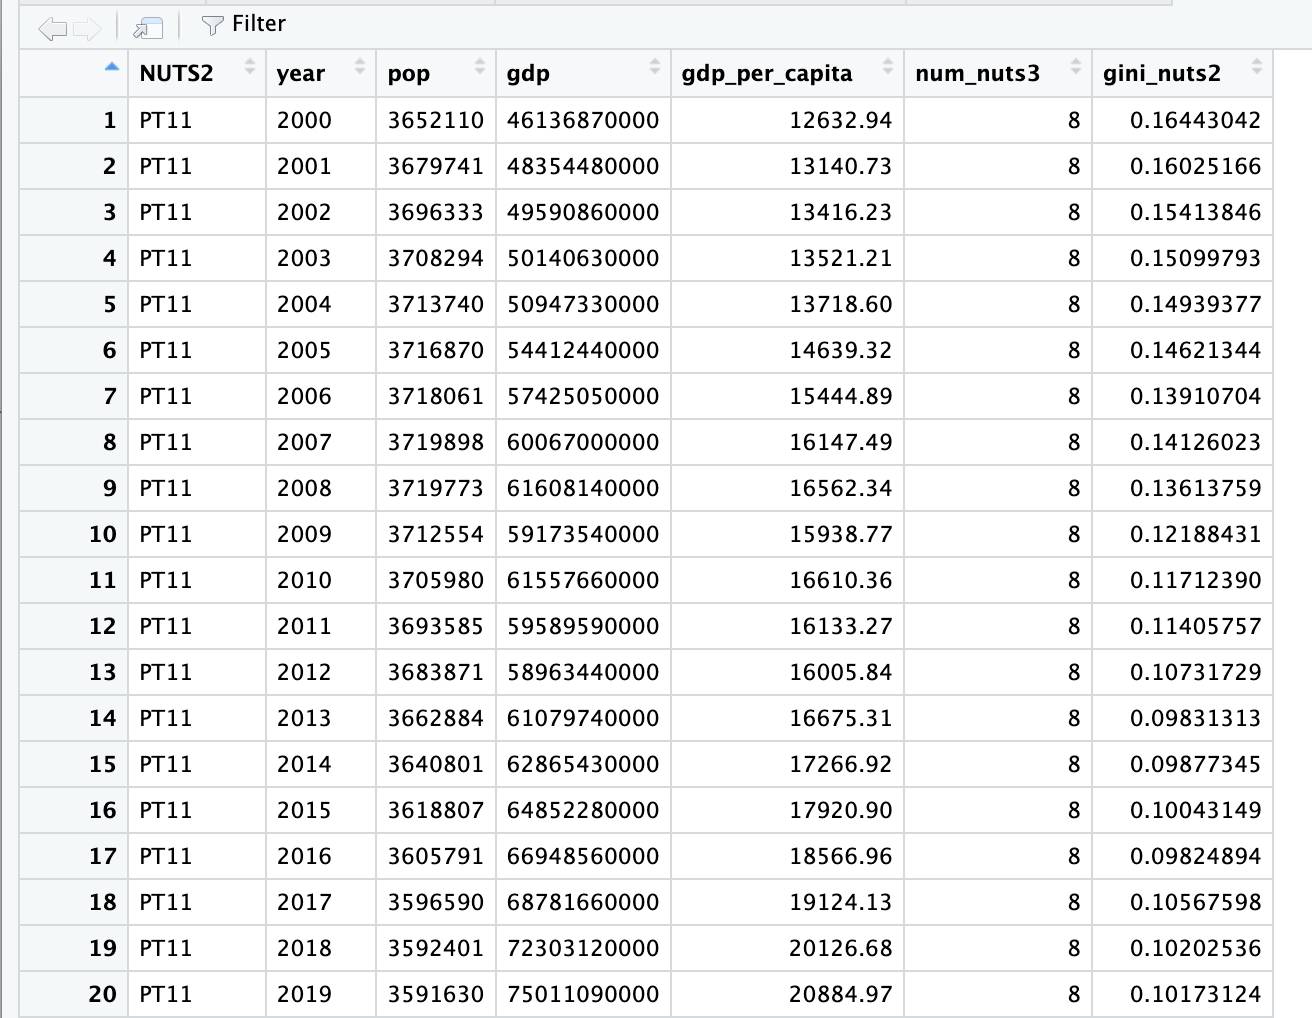 Filter
NUTS2 year pop gdp gdp_per_capita num_nuts3 gini_nuts2
1 PT11 2000 3652110 46136870000 12632.94 8 0.16443042
2 PT11 2001 3679741 48354480000 13140.73 8 0.16025166
3 PT11 2002 3696333 49590860000 13416.23 8 0.15413846
4 PT11 2003 3708294 50140630000 13521.21 8 0.15099793
5 PT11 2004 3713740 50947330000 13718.60 8 0.14939377
6 PT11 2005 3716870 54412440000 14639.32 8 0.14621344
7 PT11 2006 3718061 57425050000 15444.89 8 0.13910704
8 PT11 2007 3719898 60067000000 16147.49 8 0.14126023
9 PT11 2008 3719773 61608140000 16562.34 8 0.13613759
10 PT11 2009 3712554 59173540000 15938.77 8 0.12188431
11 PT11 2010 3705980 61557660000 16610.36 8 0.11712390
12 PT11 2011 3693585 59589590000 16133.27 8 0.11405757
13 PT11 2012 3683871 58963440000 16005.84 8 0.10731729
14 PT11 2013 3662884 61079740000 16675.31 8 0.09831313
15 PT11 2014 3640801 62865430000 17266.92 8 0.09877345
16 PT11 2015 3618807 64852280000 17920.90 8 0.10043149
17 PT11 2016 3605791 66948560000 18566.96 8 0.09824894
18 PT11 2017 3596590 68781660000 19124.13 8 0.10567598
19 PT11 2018 3592401 72303120000 20126.68 8 0.10202536
20 PT11 2019 3591630 75011090000 20884.97 8 0.10173124